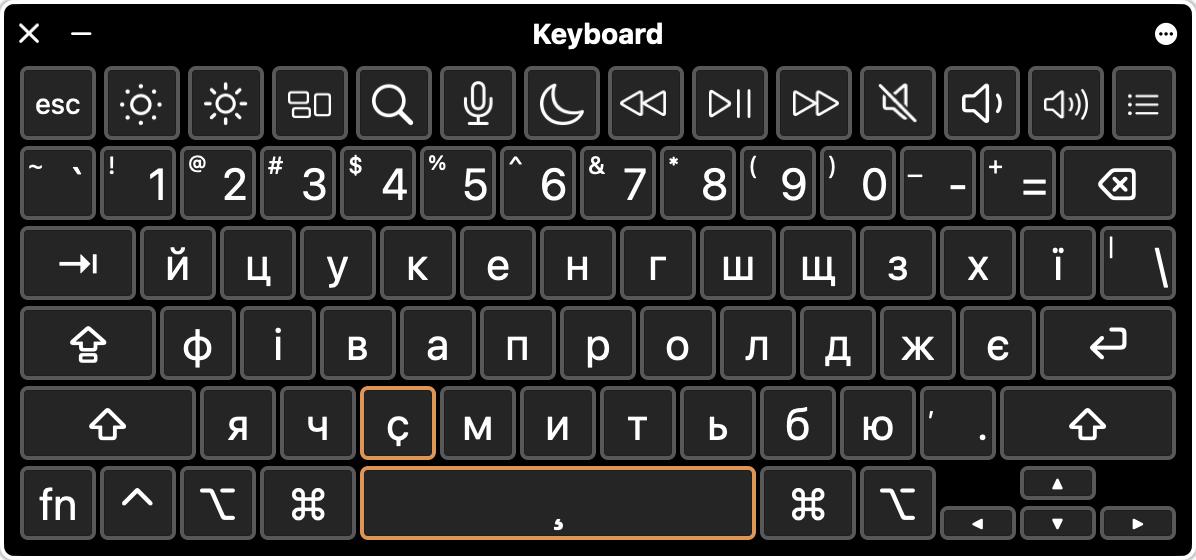 Keyboard
esc
~ ` ! 1 @ 2 # 3 $ 4 % 5 ^ 6 & 7 * 8 ( 9 ) 0 _ - + =
й ц у к е н г ш щ з х ї | \
ф і в а п р о л д ж є
я ч ҫ м и т ь б ю ’ .
fn ¸